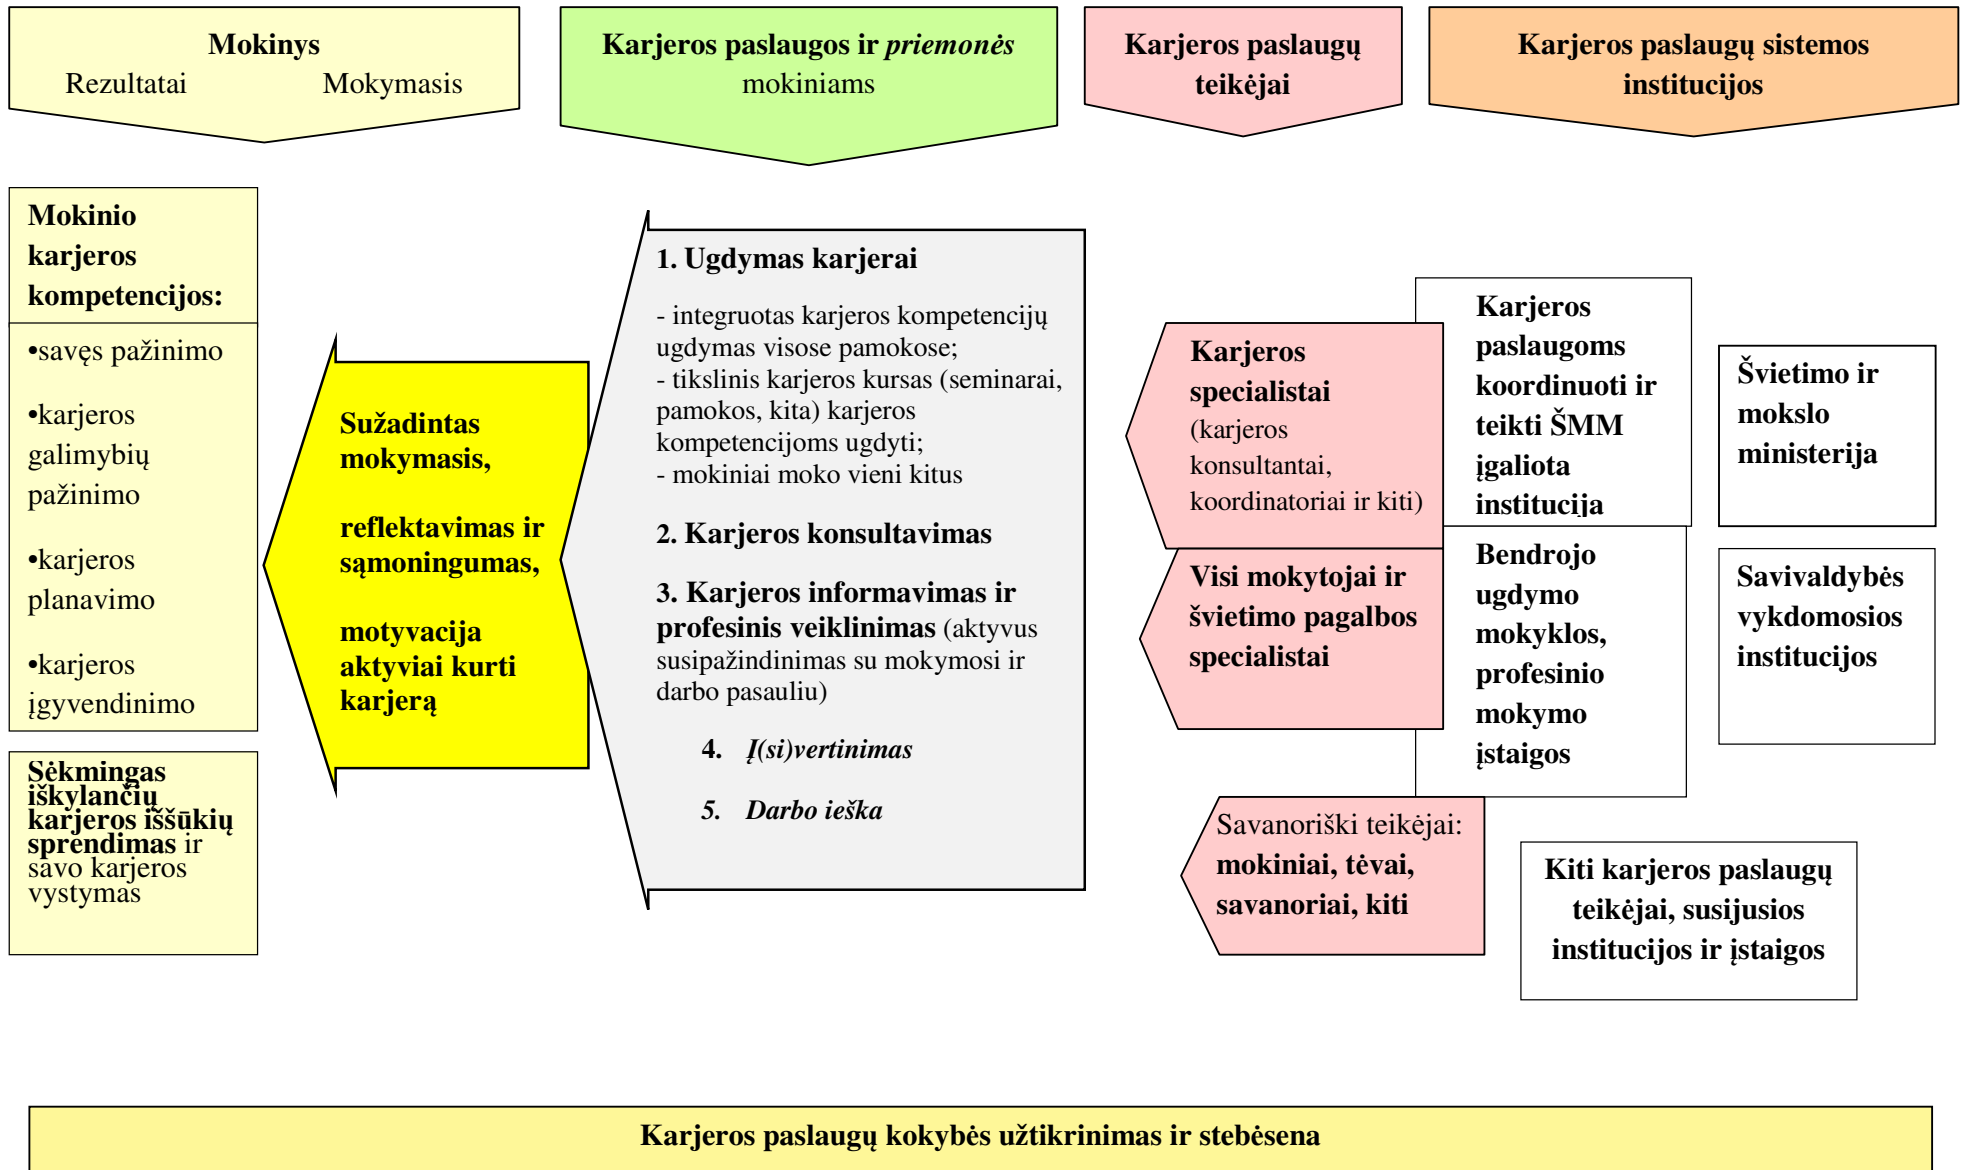 Mokinys
Rezultatai Mokymasis
Karjeros paslaugos ir priemonės
mokiniams
Karjeros paslaugų
teikėjai
Karjeros paslaugų sistemos
institucijos
Mokinio
karjeros
kompetencijos:
•savęs pažinimo
•karjeros
galimybių
pažinimo
•karjeros
planavimo
•karjeros
įgyvendinimo
Sėkmingas
iškylančių
karjeros iššūkių
sprendimas ir
savo karjeros
vystymas
Sužadintas
mokymasis,
reflektavimas ir
sąmoningumas,
motyvacija
aktyviai kurti
karjerą
1. Ugdymas karjerai
- integruotas karjeros kompetencijų
ugdymas visose pamokose;
- tikslinis karjeros kursas (seminarai,
pamokos, kita) karjeros
kompetencijoms ugdyti;
- mokiniai moko vieni kitus
2. Karjeros konsultavimas
3. Karjeros informavimas ir
profesinis veiklinimas (aktyvus
susipažindinimas su mokymosi ir
darbo pasauliu)
4. Į(si)vertinimas
5. Darbo ieška
Karjeros
specialistai
(karjeros
konsultantai,
koordinatoriai ir kiti)
Visi mokytojai ir
švietimo pagalbos
specialistai
Savanoriški teikėjai:
mokiniai, tėvai,
savanoriai, kiti
Karjeros
paslaugoms
koordinuoti ir
teikti ŠMM
įgaliota
institucija
Bendrojo
ugdymo
mokyklos,
profesinio
mokymo
įstaigos
Švietimo ir
mokslo
ministerija
Savivaldybės
vykdomosios
institucijos
Kiti karjeros paslaugų
teikėjai, susijusios
institucijos ir įstaigos
Karjeros paslaugų kokybės užtikrinimas ir stebėsena